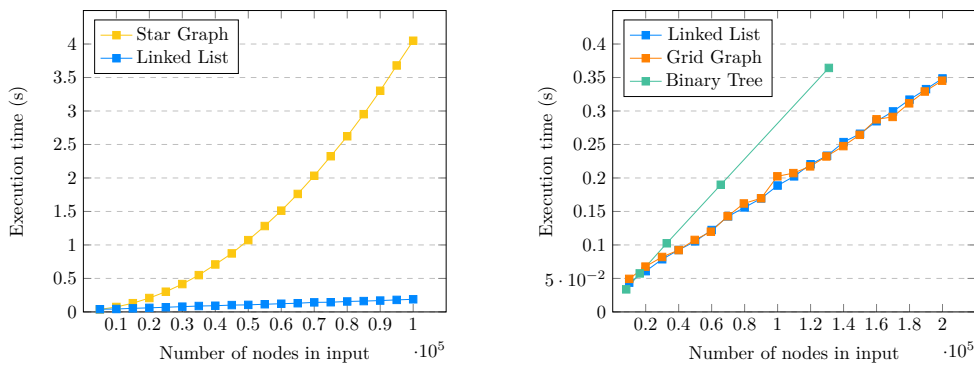 Star Graph
Linked List
Execution time (s)
4
3.5
3
2.5
2
1.5
1
0.5
0
0.1 0.2 0.3 0.4 0.5 0.6 0.7 0.8 0.9 1
Number of nodes in input
·10⁵
Linked List
Grid Graph
Binary Tree
Execution time (s)
0.4
0.35
0.3
0.25
0.2
0.15
0.1
5 · 10⁻²
0
0.2 0.4 0.6 0.8 1 1.2 1.4 1.6 1.8 2
Number of nodes in input
·10⁵